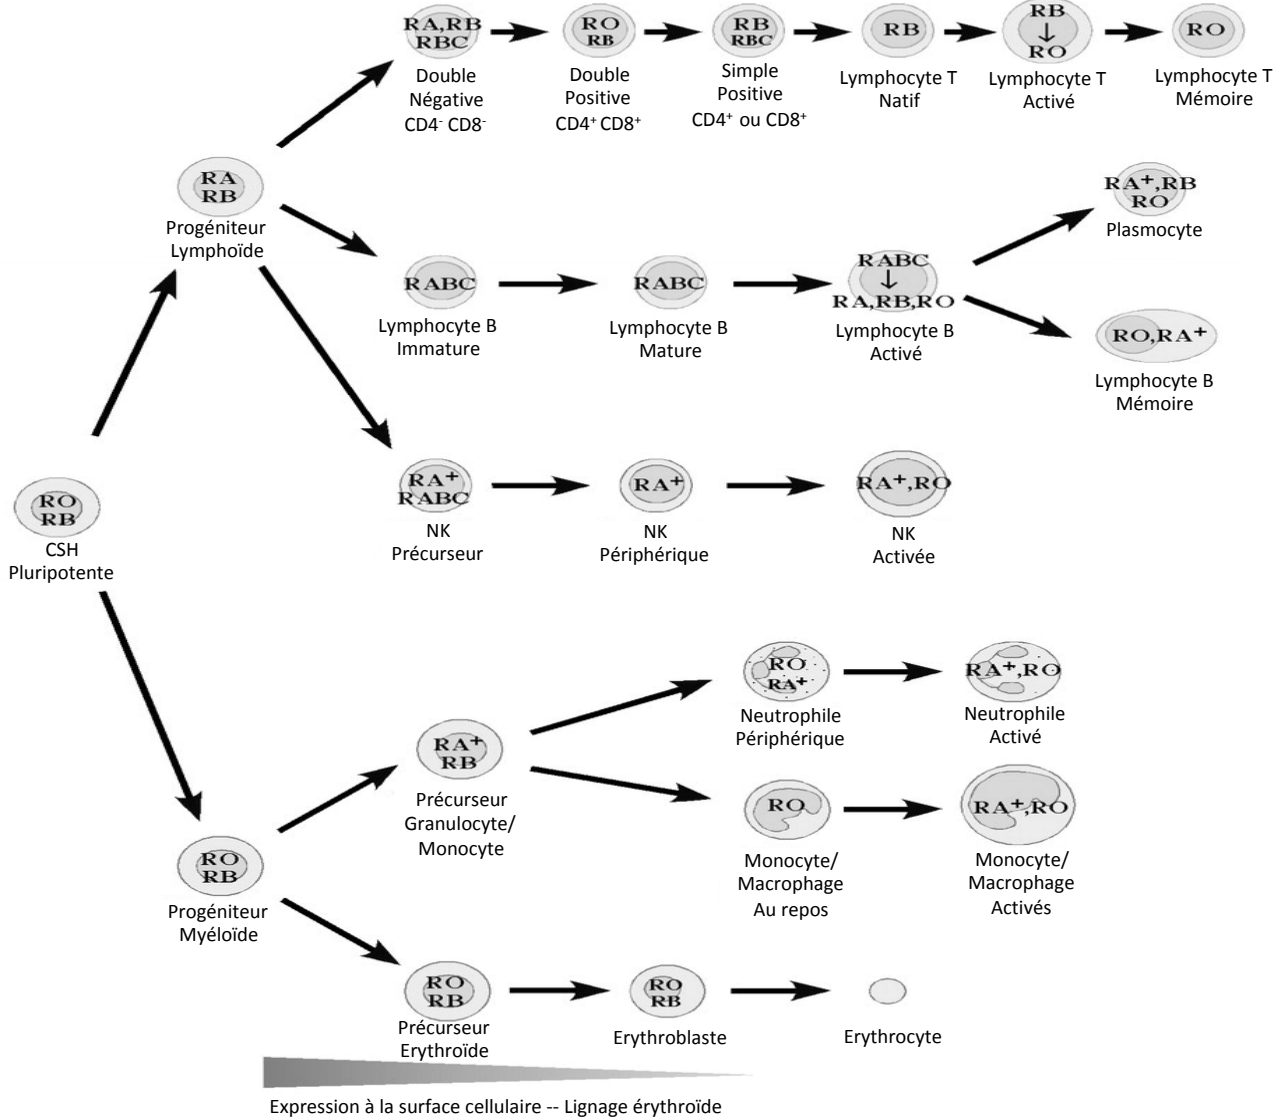 RA,RB
RBC
Double
Négative
CD4- CD8-
RO
RB
Double
Positive
CD4+ CD8+
RB
RBC
Simple
Positive
CD4+ ou CD8+
RB
Lymphocyte T
Natif
RB
↓
RO
Lymphocyte T
Activé
RO
Lymphocyte T
Mémoire
RA
RB
Progéniteur
Lymphoïde
RABC
Lymphocyte B
Immature
RABC
Lymphocyte B
Mature
RABC
↓
RA,RB,RO
Lymphocyte B
Activé
RA+,RB
RO
Plasmocyte
RO,RA+
Lymphocyte B
Mémoire
RA+
RABC
NK
Précurseur
RA+
NK
Périphérique
RA+,RO
NK
Activée
RO
RB
CSH
Pluripotente
RO
RA+
Neutrophile
Périphérique
RA+,RO
Neutrophile
Activé
RA+
RB
Précurseur
Granulocyte/
Monocyte
RO
Monocyte/
Macrophage
Au repos
RA+,RO
Monocyte/
Macrophage
Activés
RO
RB
Progéniteur
Myéloïde
RO
RB
Précurseur
Erythroïde
RO
RB
Erythroblaste
Erythrocyte
Expression à la surface cellulaire -- Lignage érythroïde